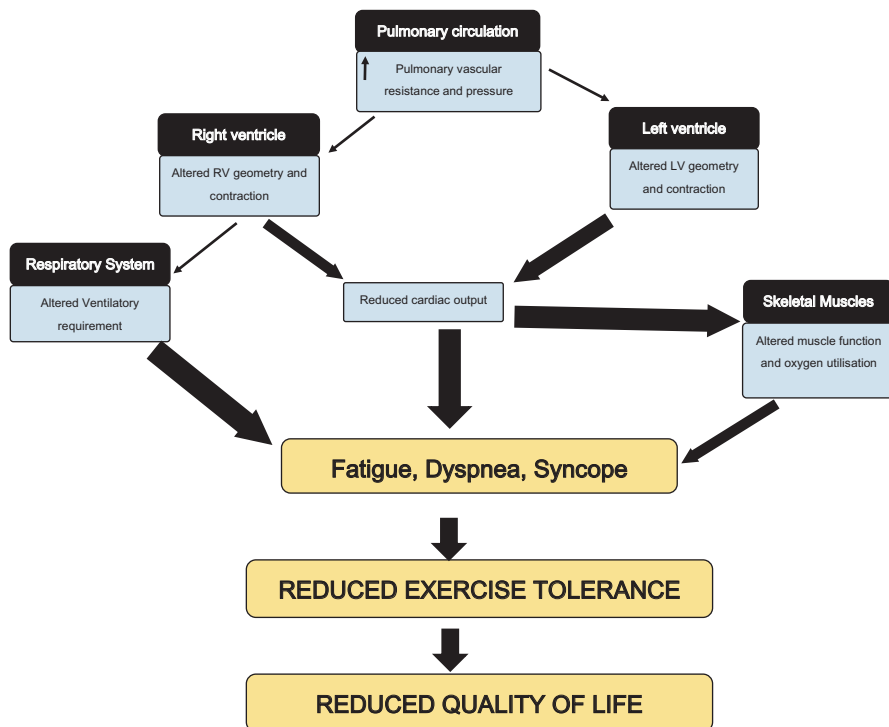 Pulmonary circulation
Pulmonary vascular
resistance and pressure
Right ventricle
Altered RV geometry and
contraction
Left ventricle
Altered LV geometry
and contraction
Respiratory System
Altered Ventilatory
requirement
Reduced cardiac output
Skeletal Muscles
Altered muscle function
and oxygen utilisation
Fatigue, Dyspnea, Syncope
REDUCED EXERCISE TOLERANCE
REDUCED QUALITY OF LIFE